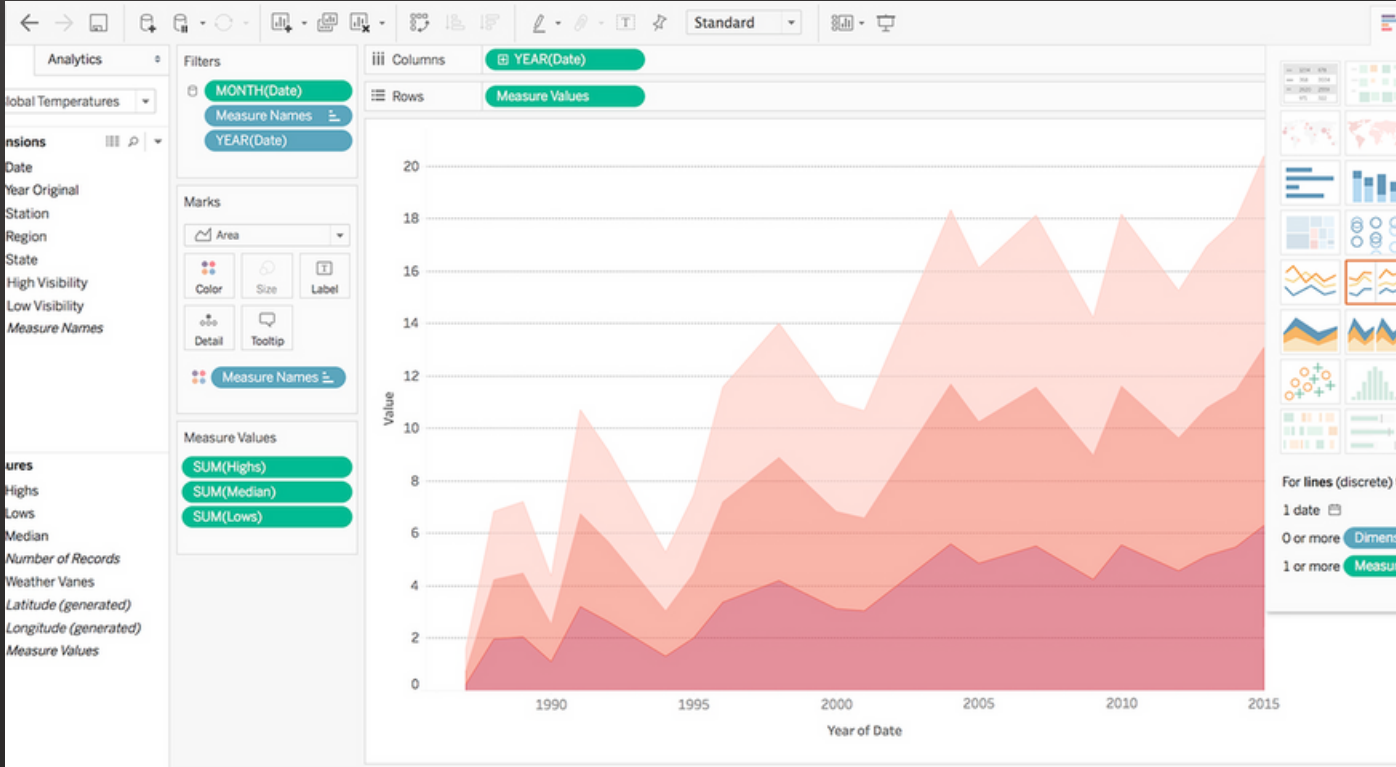 Standard
Analytics
lobal Temperatures
nsions
Date
Year Original
Station
Region
State
High Visibility
Low Visibility
Measure Names
ures
Highs
Lows
Median
Number of Records
Weather Vanes
Latitude (generated)
Longitude (generated)
Measure Values
Filters
MONTH(Date)
Measure Names
YEAR(Date)
Marks
Area
Color Size Label
Detail Tooltip
Measure Names
Measure Values
SUM(Highs)
SUM(Median)
SUM(Lows)
Columns YEAR(Date)
Rows Measure Values
20
18
16
14
12
10
8
6
4
2
0
Value
1990 1995 2000 2005 2010 2015
Year of Date
For lines (discrete)
1 date
0 or more Dimens
1 or more Measu